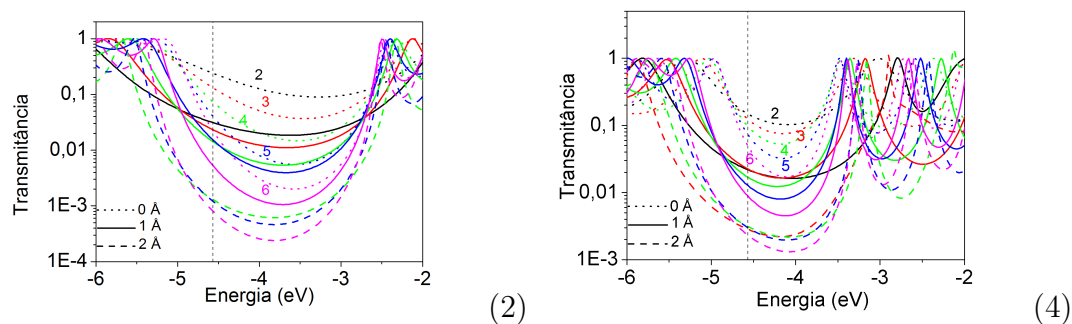 Transmitância
1
0,1
0,01
1E-3
1E-4
2
3
4
5
6
0 Å
1 Å
2 Å
-6
-5
-4
-3
-2
Energia (eV)
(2)
Transmitância
1
0,1
0,01
1E-3
2
3
4
5
6
0 Å
1 Å
2 Å
-6
-5
-4
-3
-2
Energia (eV)
(4)